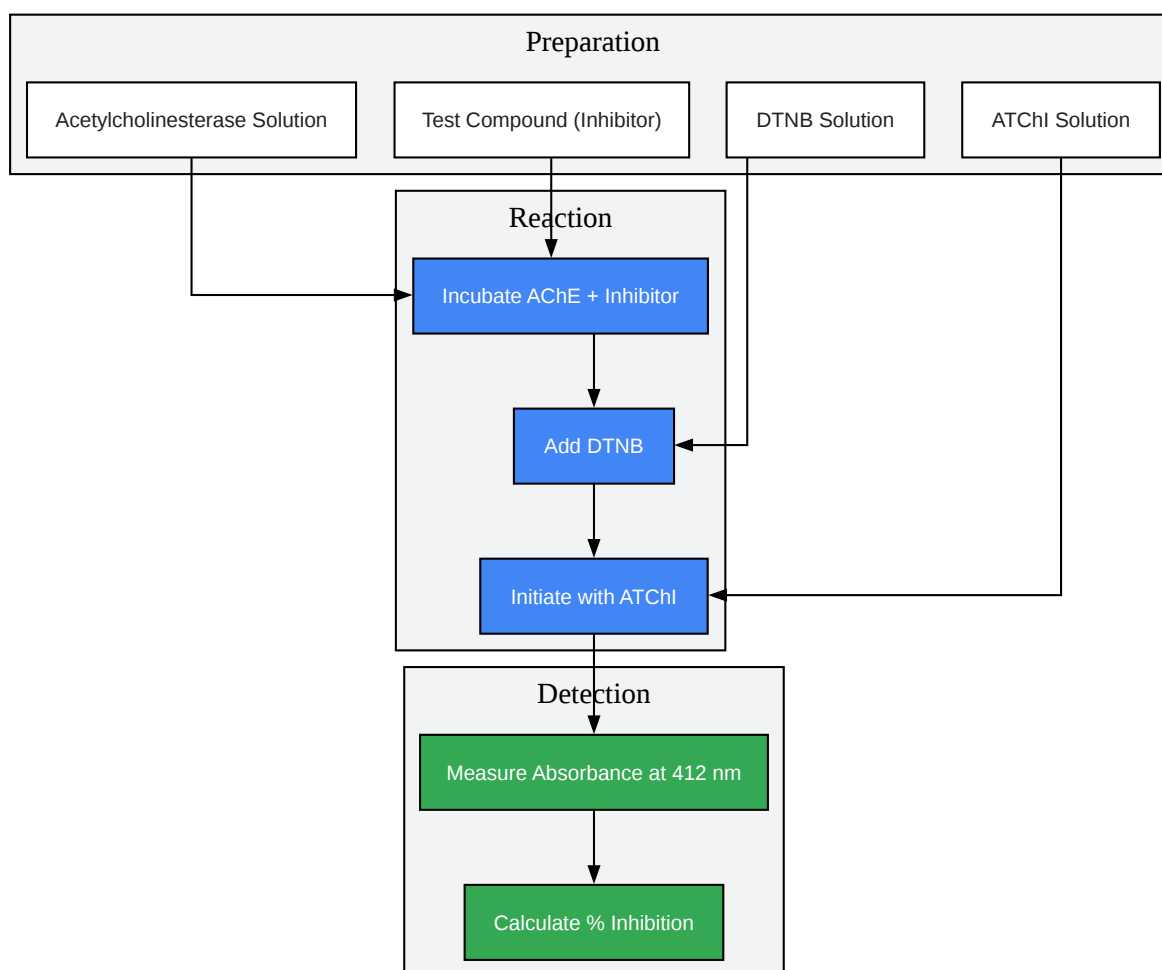 Preparation
Acetylcholinesterase Solution
Test Compound (Inhibitor)
DTNB Solution
ATChI Solution
Reaction
Incubate AChE + Inhibitor
Add DTNB
Initiate with ATChI
Detection
Measure Absorbance at 412 nm
Calculate % Inhibition